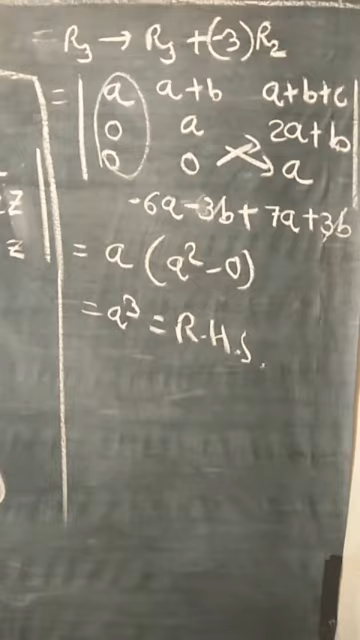 = R₃ → R₃ + (-3) R₂
= | a a+b a+b+c |
0 a 2a+b
0 0 a
-6a-3b+7a+3b
= a (a²-0)
= a³ = R.H.S.
z
z